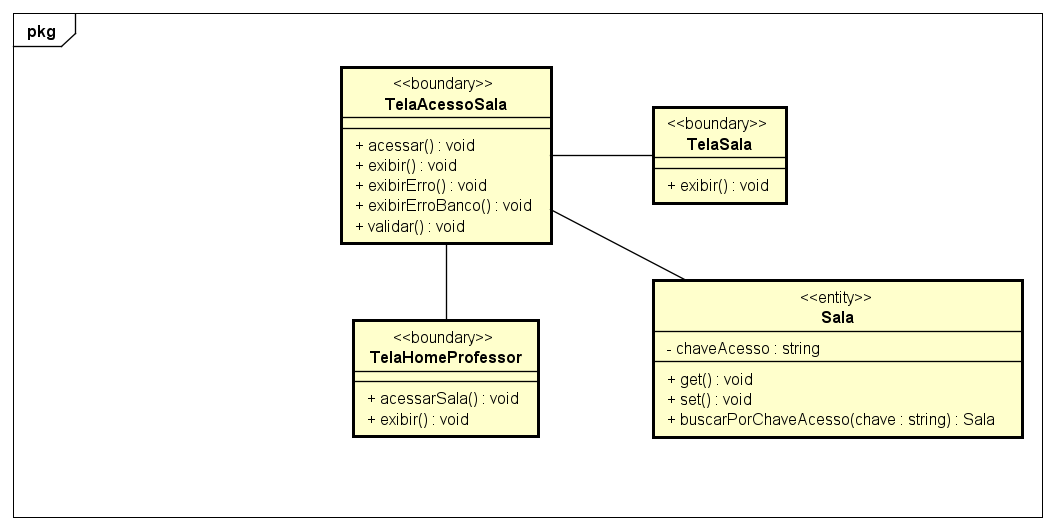 pkg
<<boundary>>
TelaAcessoSala
+ acessar() : void
+ exibir() : void
+ exibirErro() : void
+ exibirErroBanco() : void
+ validar() : void
<<boundary>>
TelaSala
+ exibir() : void
<<boundary>>
TelaHomeProfessor
+ acessarSala() : void
+ exibir() : void
<<entity>>
Sala
- chaveAcesso : string
+ get() : void
+ set() : void
+ buscarPorChaveAcesso(chave : string) : Sala